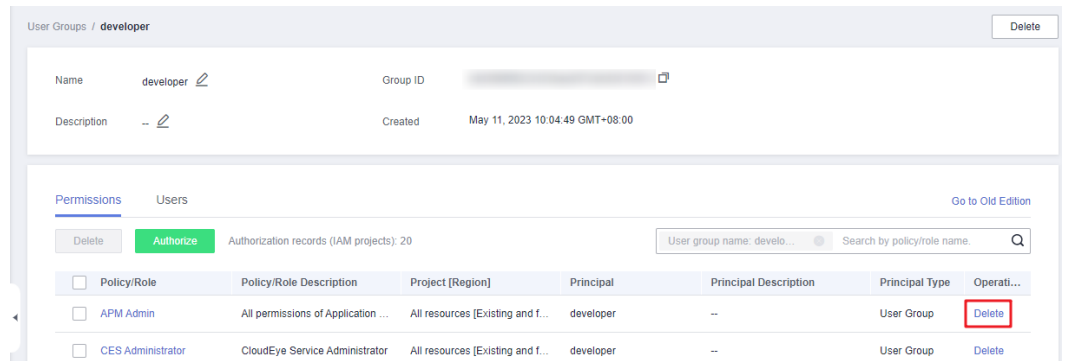 User Groups / developer Delete
Name developer Group ID
Description -- Created May 11, 2023 10:04:49 GMT+08:00
Permissions Users Go to Old Edition
Delete Authorize Authorization records (IAM projects): 20 User group name: develo... Search by policy/role name.
Policy/Role Policy/Role Description Project [Region] Principal Principal Description Principal Type Operati...
APM Admin All permissions of Application ... All resources [Existing and f... developer -- User Group Delete
CES Administrator CloudEye Service Administrator All resources [Existing and f... developer -- User Group Delete